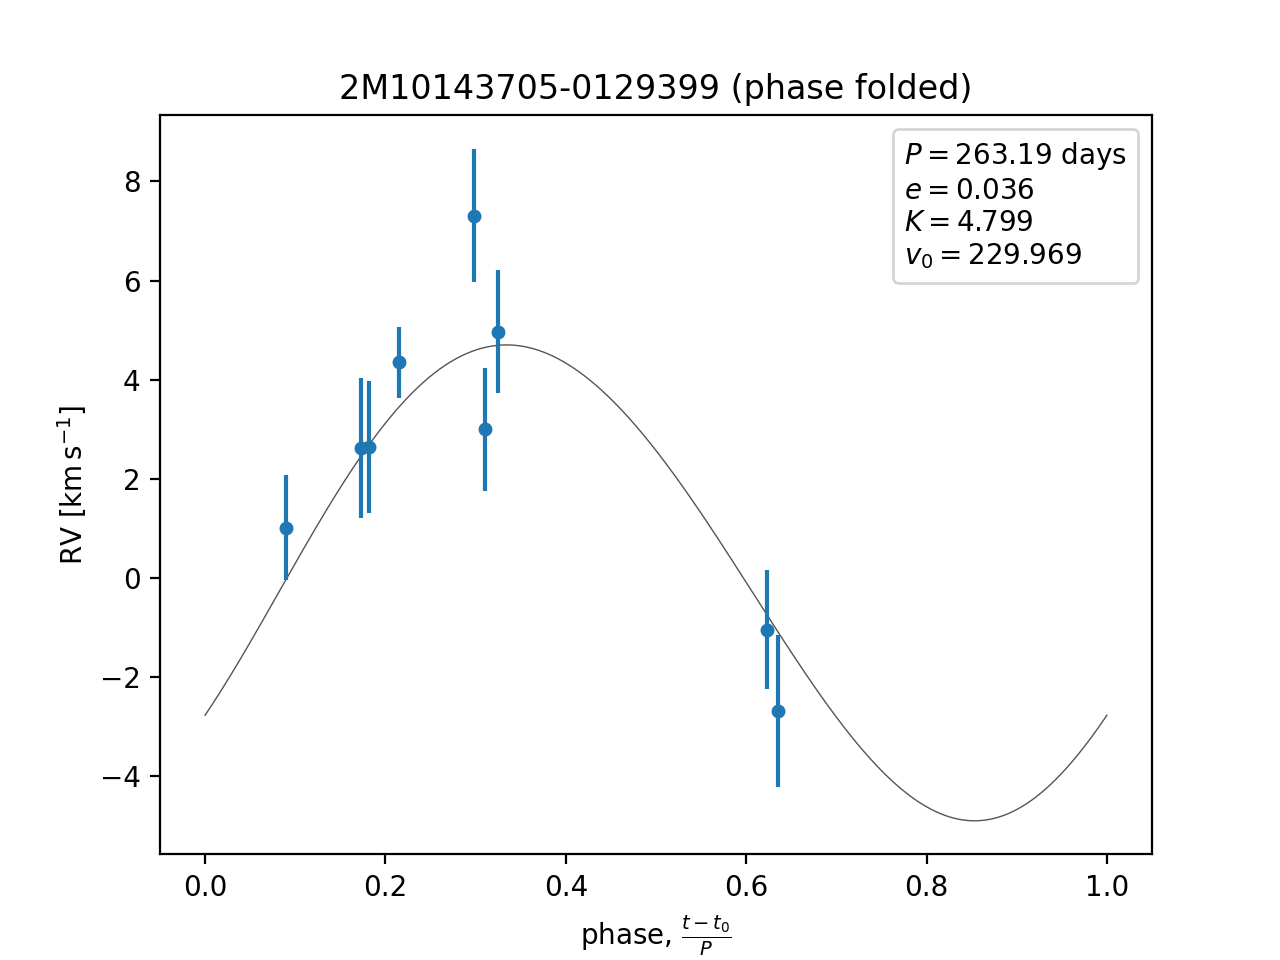 2M10143705-0129399 (phase folded)
P = 263.19 days
e = 0.036
K = 4.799
v₀ = 229.969
RV [km s⁻¹]
8
6
4
2
0
−2
−4
0.0 0.2 0.4 0.6 0.8 1.0
phase, (t − t₀)/P